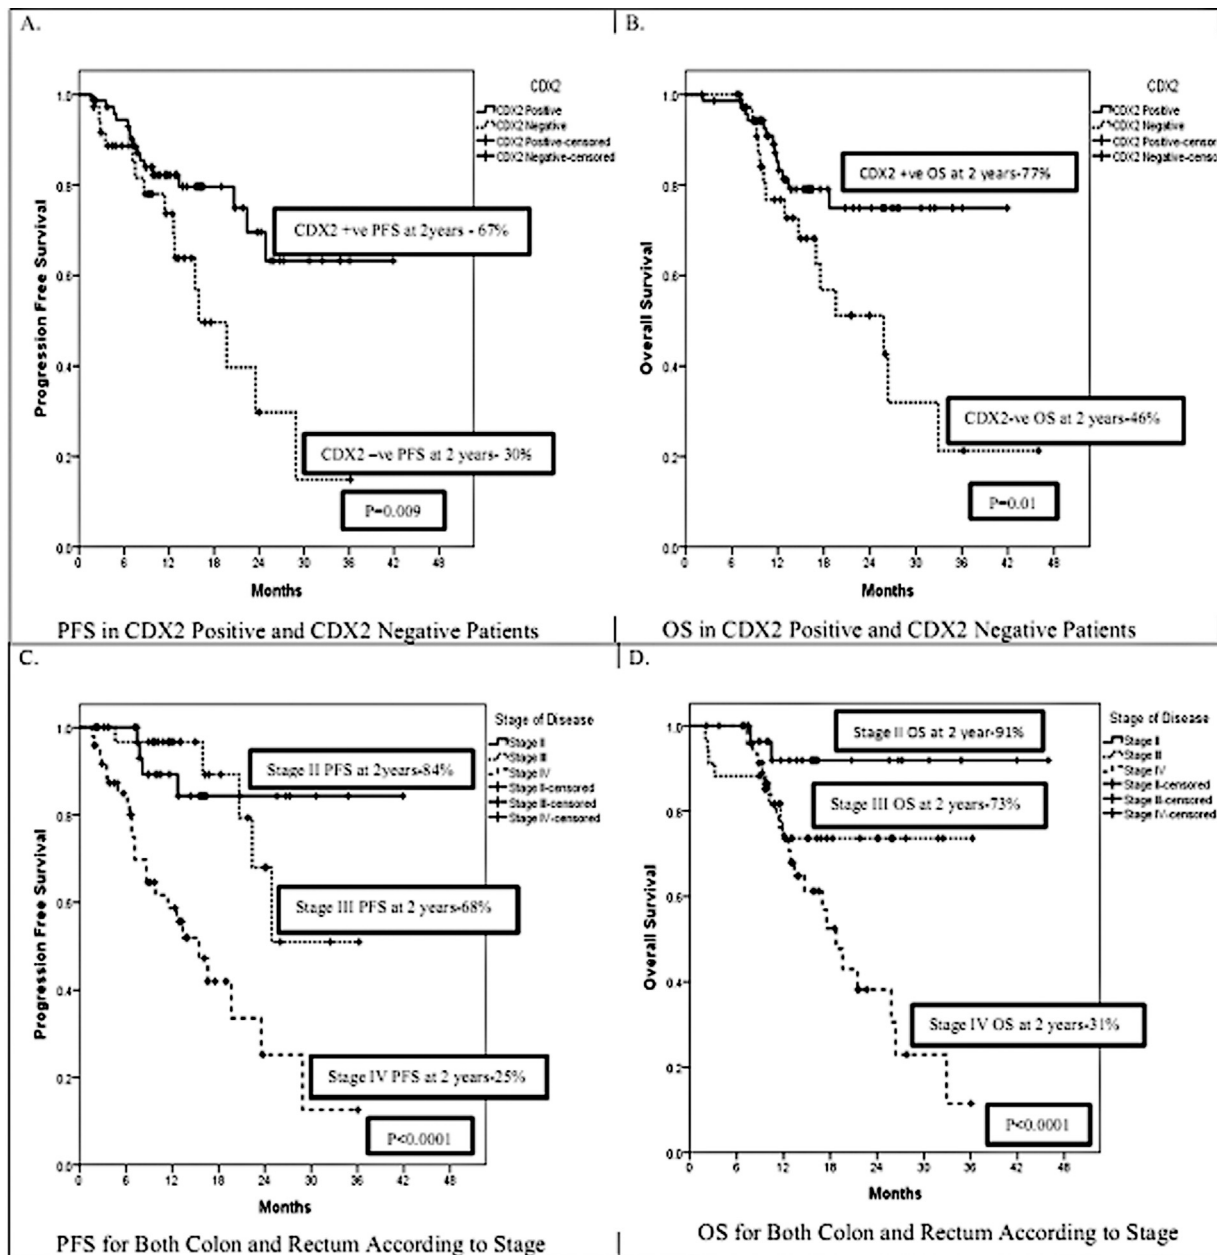 A.
CDX2
CDX2 Positive
CDX2 Negative
CDX2 Positive-censored
CDX2 Negative-censored
1.0
0.8
0.6
0.4
0.2
0.0
Progression Free Survival
CDX2 +ve PFS at 2years - 67%
CDX2 –ve PFS at 2 years- 30%
P=0.009
0 6 12 18 24 30 36 42 48
Months
PFS in CDX2 Positive and CDX2 Negative Patients
B.
CDX2
CDX2 Positive
CDX2 Negative
CDX2 Positive-censored
CDX2 Negative-censo
1.0
0.8
0.6
0.4
0.2
0.0
Overall Survival
CDX2 +ve OS at 2 years-77%
CDX2-ve OS at 2 years-46%
P=0.01
0 6 12 18 24 30 36 42 48
Months
OS in CDX2 Positive and CDX2 Negative Patients
C.
Stage of Disease
Stage II
Stage III
Stage IV
Stage II-censored
Stage III-censored
Stage IV-censored
1.0
0.8
0.6
0.4
0.2
0.0
Progression Free Survival
Stage II PFS at 2years-84%
Stage III PFS at 2 years-68%
Stage IV PFS at 2 years-25%
P<0.0001
0 6 12 18 24 30 36 42 48
Months
PFS for Both Colon and Rectum According to Stage
D.
Stage of Disease
Stage II
Stage III
Stage IV
Stage II-censored
Stage III-censored
Stage IV-censored
1.0
0.8
0.6
0.4
0.2
0.0
Overall Survival
Stage II OS at 2 year-91%
Stage III OS at 2 years-73%
Stage IV OS at 2 years-31%
P<0.0001
0 6 12 18 24 30 36 42 48
Months
OS for Both Colon and Rectum According to Stage